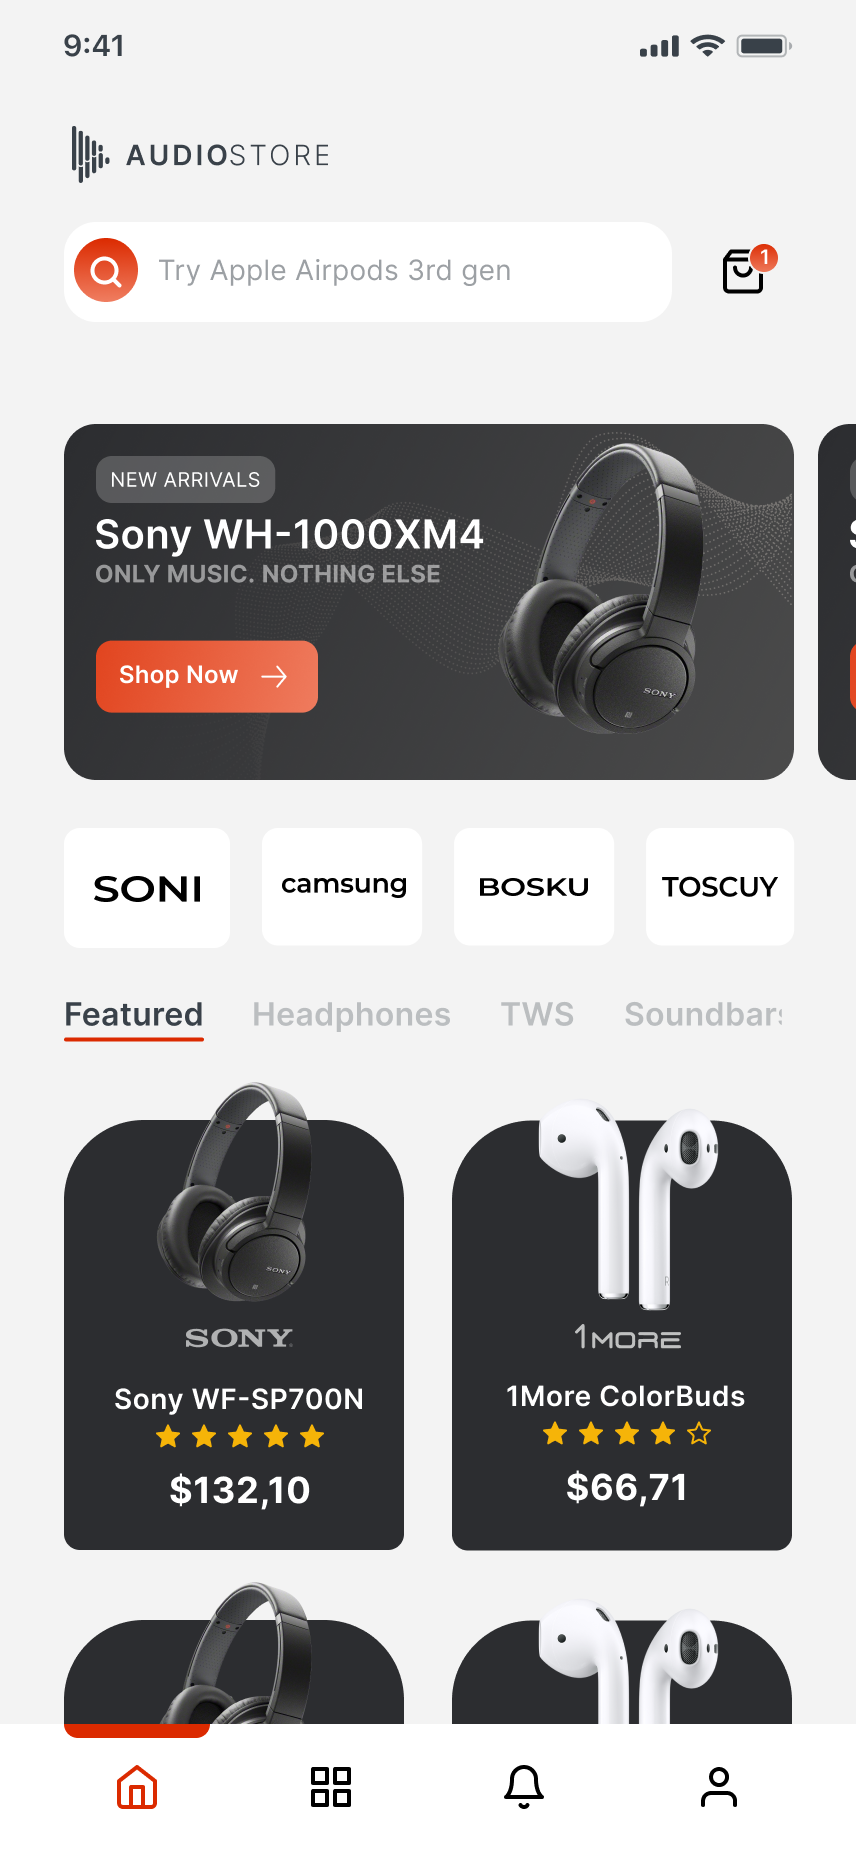 9:41
AUDIOSTORE
Try Apple Airpods 3rd gen
1
NEW ARRIVALS
Sony WH-1000XM4
ONLY MUSIC. NOTHING ELSE
Shop Now
SONY
SONI
camsung
BOSKU
TOSCUY
Featured Headphones TWS Soundbars
SONY
R
SONY
1MORE
Sony WF-SP700N
1More ColorBuds
$132,10
$66,71